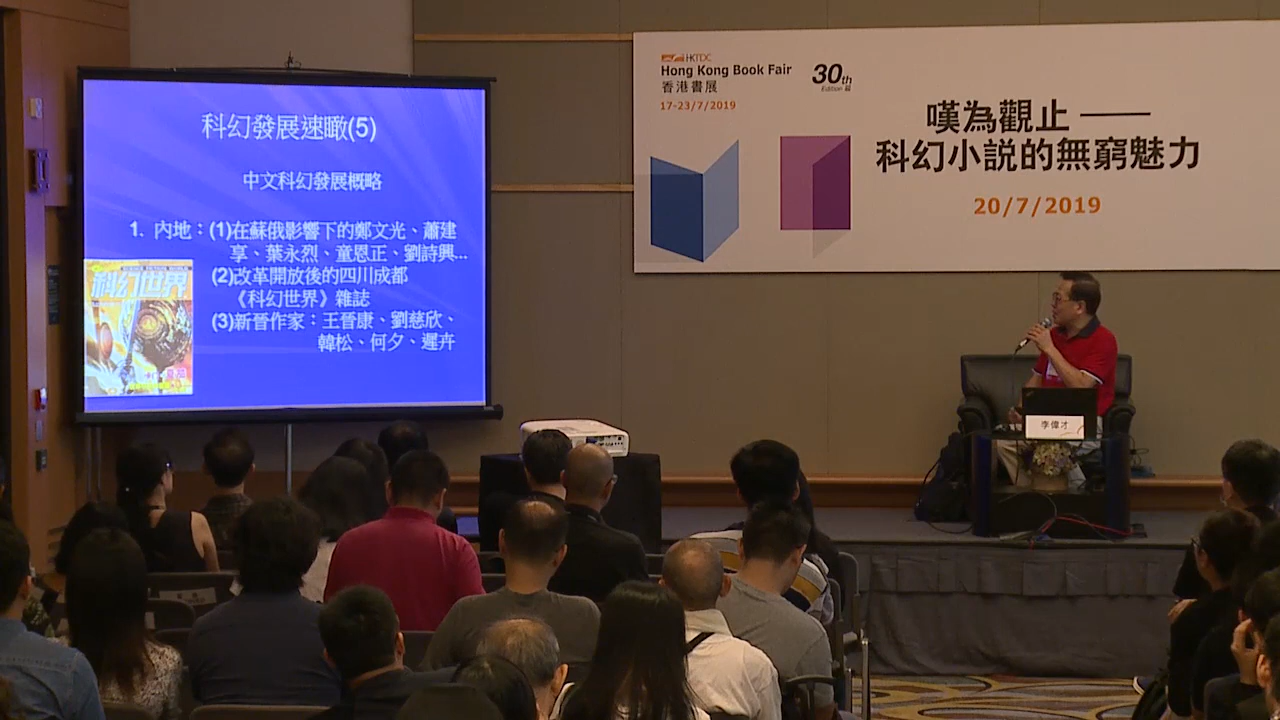 科幻發展速瞰(5)
中文科幻發展概略
1. 內地：(1)在蘇俄影響下的鄭文光、蕭建
享、葉永烈、童恩正、劉詩興...
(2)改革開放後的四川成都
《科幻世界》雜誌
(3)新晉作家：王晉康、劉慈欣、
韓松、何夕、遲卉
科幻世界
HKTDC
Hong Kong Book Fair
香港書展
17-23/7/2019
30th
Edition 屆
嘆為觀止 ——
科幻小説的無窮魅力
20/7/2019
李偉才